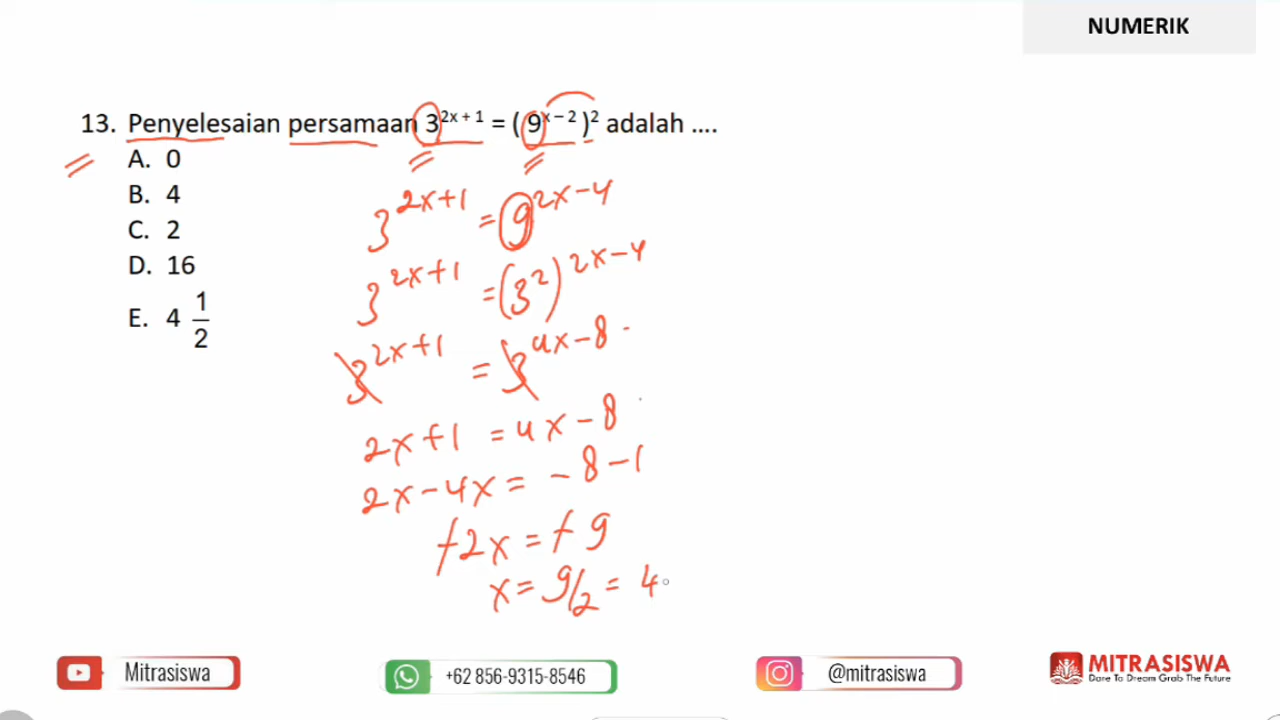 NUMERIK
13. Penyelesaian persamaan 3^(2x + 1) = ( 9^(x – 2) )^2 adalah ....
A. 0
B. 4
C. 2
D. 16
E. 4 1/2
3^(2x+1) = 9^(2x-4)
3^(2x+1) = (3^2)^(2x-4)
3^(2x+1) = 3^(4x-8)
2x+1 = 4x-8
2x-4x = -8-1
-2x = -9
x = 9/2 = 4
Mitrasiswa
+62 856-9315-8546
@mitrasiswa
MITRASISWA
Dare To Dream Grab The Future